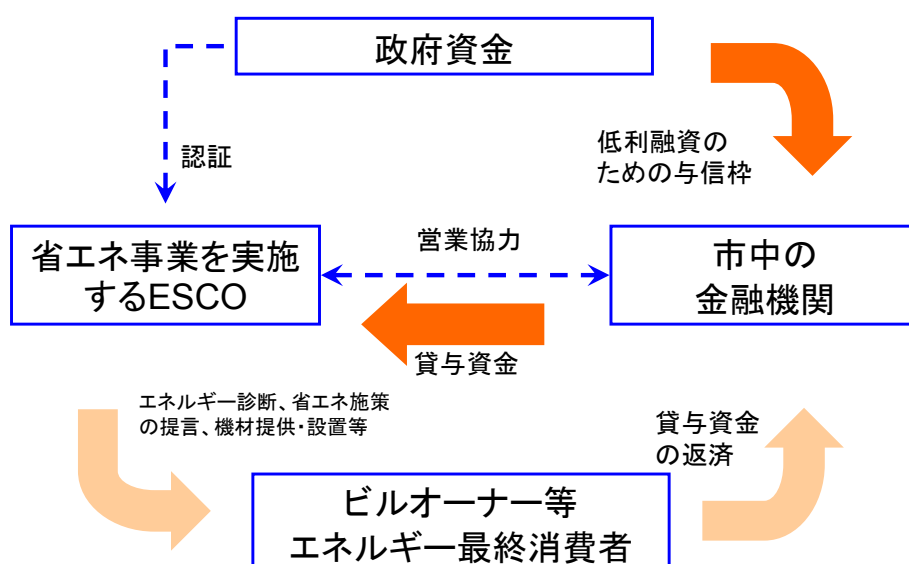 政府資金
認証
低利融資の
ための与信枠
省エネ事業を実施
するESCO
営業協力
市中の
金融機関
貸与資金
エネルギー診断、省エネ施策
の提言、機材提供・設置等
貸与資金
の返済
ビルオーナー等
エネルギー最終消費者